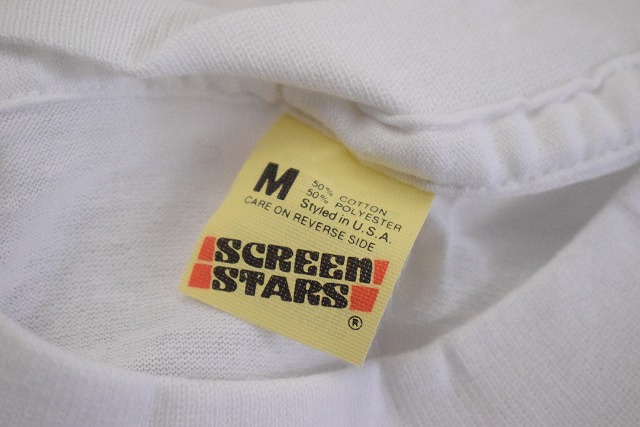 M
50% COTTON
50% POLYESTER
Styled in U.S.A.
CARE ON REVERSE SIDE
SCREEN
STARS
®